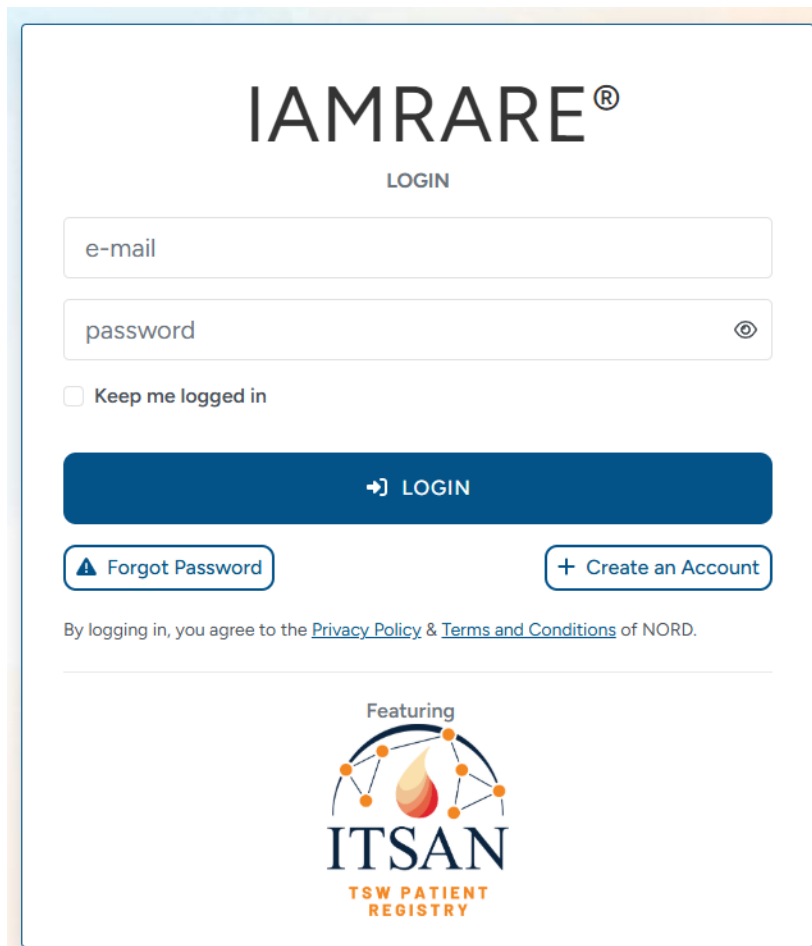 IAMRARE®
LOGIN
e-mail
password
Keep me logged in
LOGIN
Forgot Password
+ Create an Account
By logging in, you agree to the Privacy Policy & Terms and Conditions of NORD.
Featuring
ITSAN
TSW PATIENT
REGISTRY